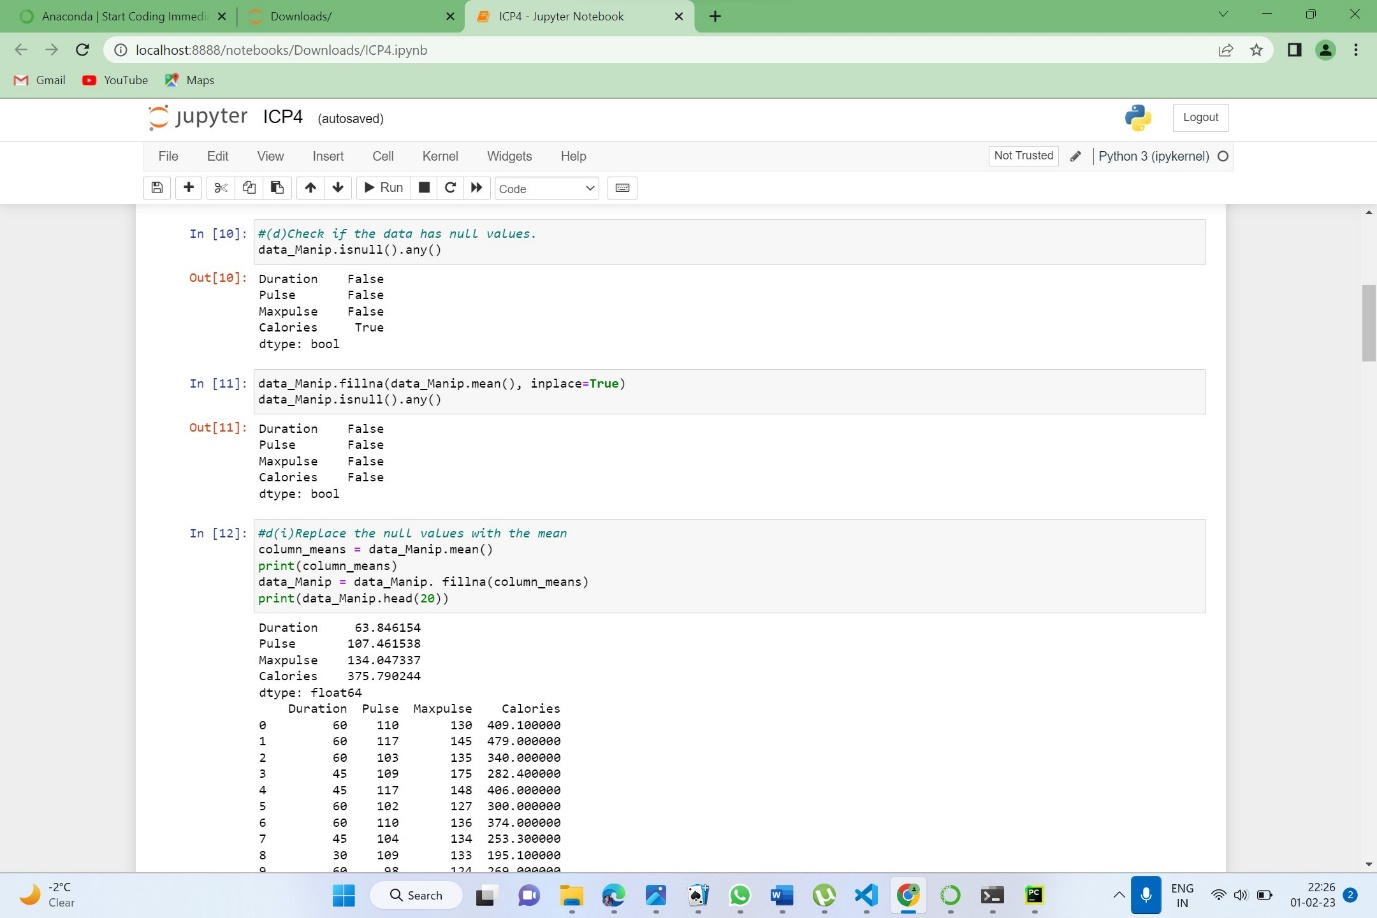 Anaconda | Start Coding Immedi
Downloads/
ICP4 - Jupyter Notebook
localhost:8888/notebooks/Downloads/ICP4.ipynb
Gmail YouTube Maps
jupyter ICP4 (autosaved)
Logout
File Edit View Insert Cell Kernel Widgets Help
Not Trusted
Python 3 (ipykernel)
Run
Code
In [10]: #(d)Check if the data has null values.
data_Manip.isnull().any()
Out[10]: Duration False
Pulse False
Maxpulse False
Calories True
dtype: bool
In [11]: data_Manip.fillna(data_Manip.mean(), inplace=True)
data_Manip.isnull().any()
Out[11]: Duration False
Pulse False
Maxpulse False
Calories False
dtype: bool
In [12]: #d(i)Replace the null values with the mean
column_means = data_Manip.mean()
print(column_means)
data_Manip = data_Manip. fillna(column_means)
print(data_Manip.head(20))
Duration 63.846154
Pulse 107.461538
Maxpulse 134.047337
Calories 375.790244
dtype: float64
Duration Pulse Maxpulse Calories
0 60 110 130 409.100000
1 60 117 145 479.000000
2 60 103 135 340.000000
3 45 109 175 282.400000
4 45 117 148 406.000000
5 60 102 127 300.000000
6 60 110 136 374.000000
7 45 104 134 253.300000
8 30 109 133 195.100000
9 60 98 124 269.000000
-2°C
Clear
Search
ENG
IN
22:26
01-02-23
2